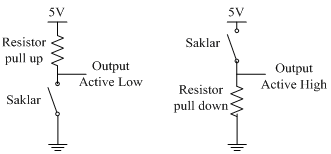 5V
Resistor
pull up
Output
Active Low
Saklar
5V
Saklar
Output
Active High
Resistor
pull down